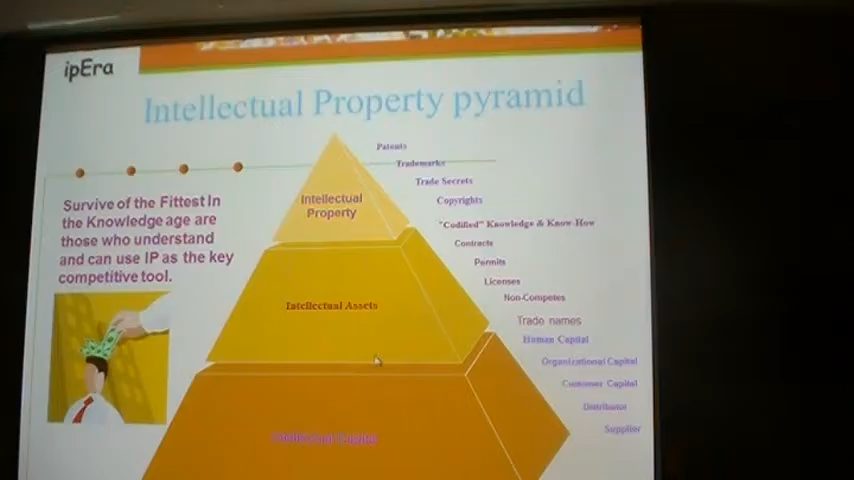 ipEra
Intellectual Property pyramid
Survive of the Fittest In
the Knowledge age are
those who understand
and can use IP as the key
competitive tool.
Intellectual
Property
Intellectual Assets
Intellectual Capital
Patents
Trademarks
Trade Secrets
Copyrights
"Codified" Knowledge & Know-How
Contracts
Permits
Licenses
Non-Competes
Trade names
Human Capital
Organizational Capital
Customer Capital
Distributor
Supplier